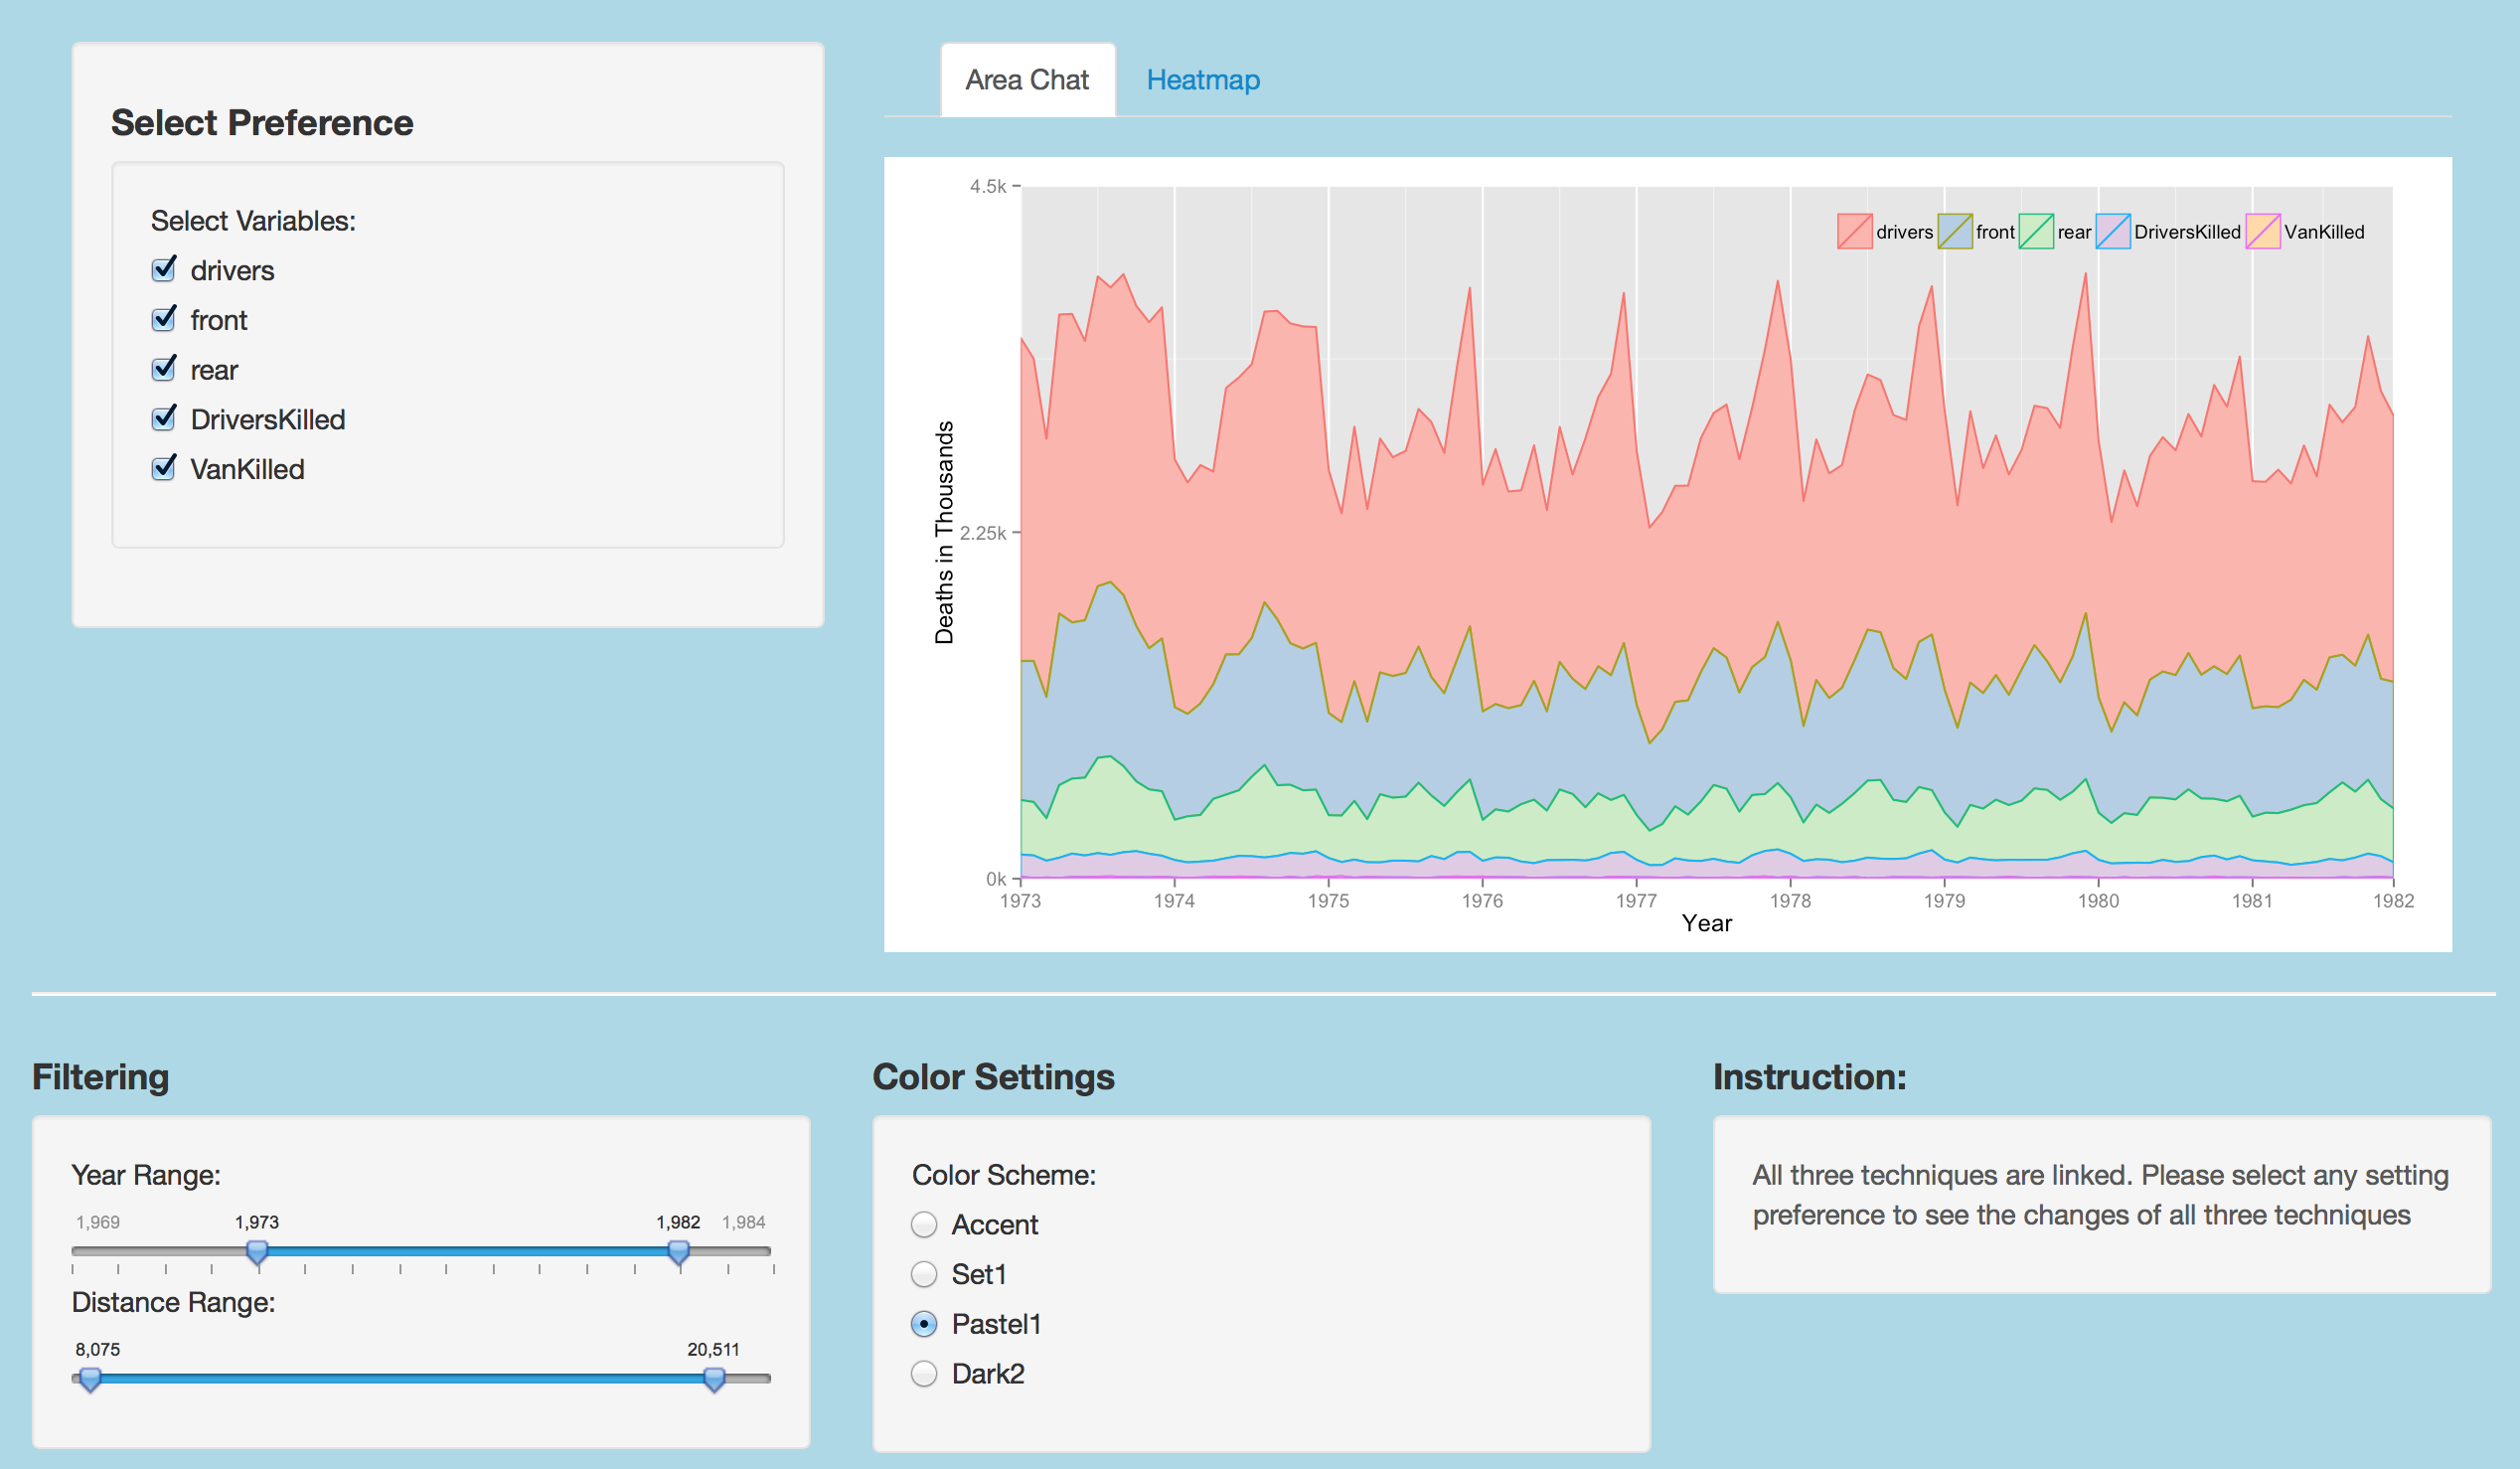 Select Preference
Select Variables:
drivers
front
rear
DriversKilled
VanKilled
Area Chat
Heatmap
4.5k
drivers front rear DriversKilled VanKilled
Deaths in Thousands
2.25k
0k
1973 1974 1975 1976 1977 1978 1979 1980 1981 1982
Year
Filtering
Year Range:
1,969 1,973 1,982 1,984
Distance Range:
8,075 20,511
Color Settings
Color Scheme:
Accent
Set1
Pastel1
Dark2
Instruction:
All three techniques are linked. Please select any setting
preference to see the changes of all three techniques